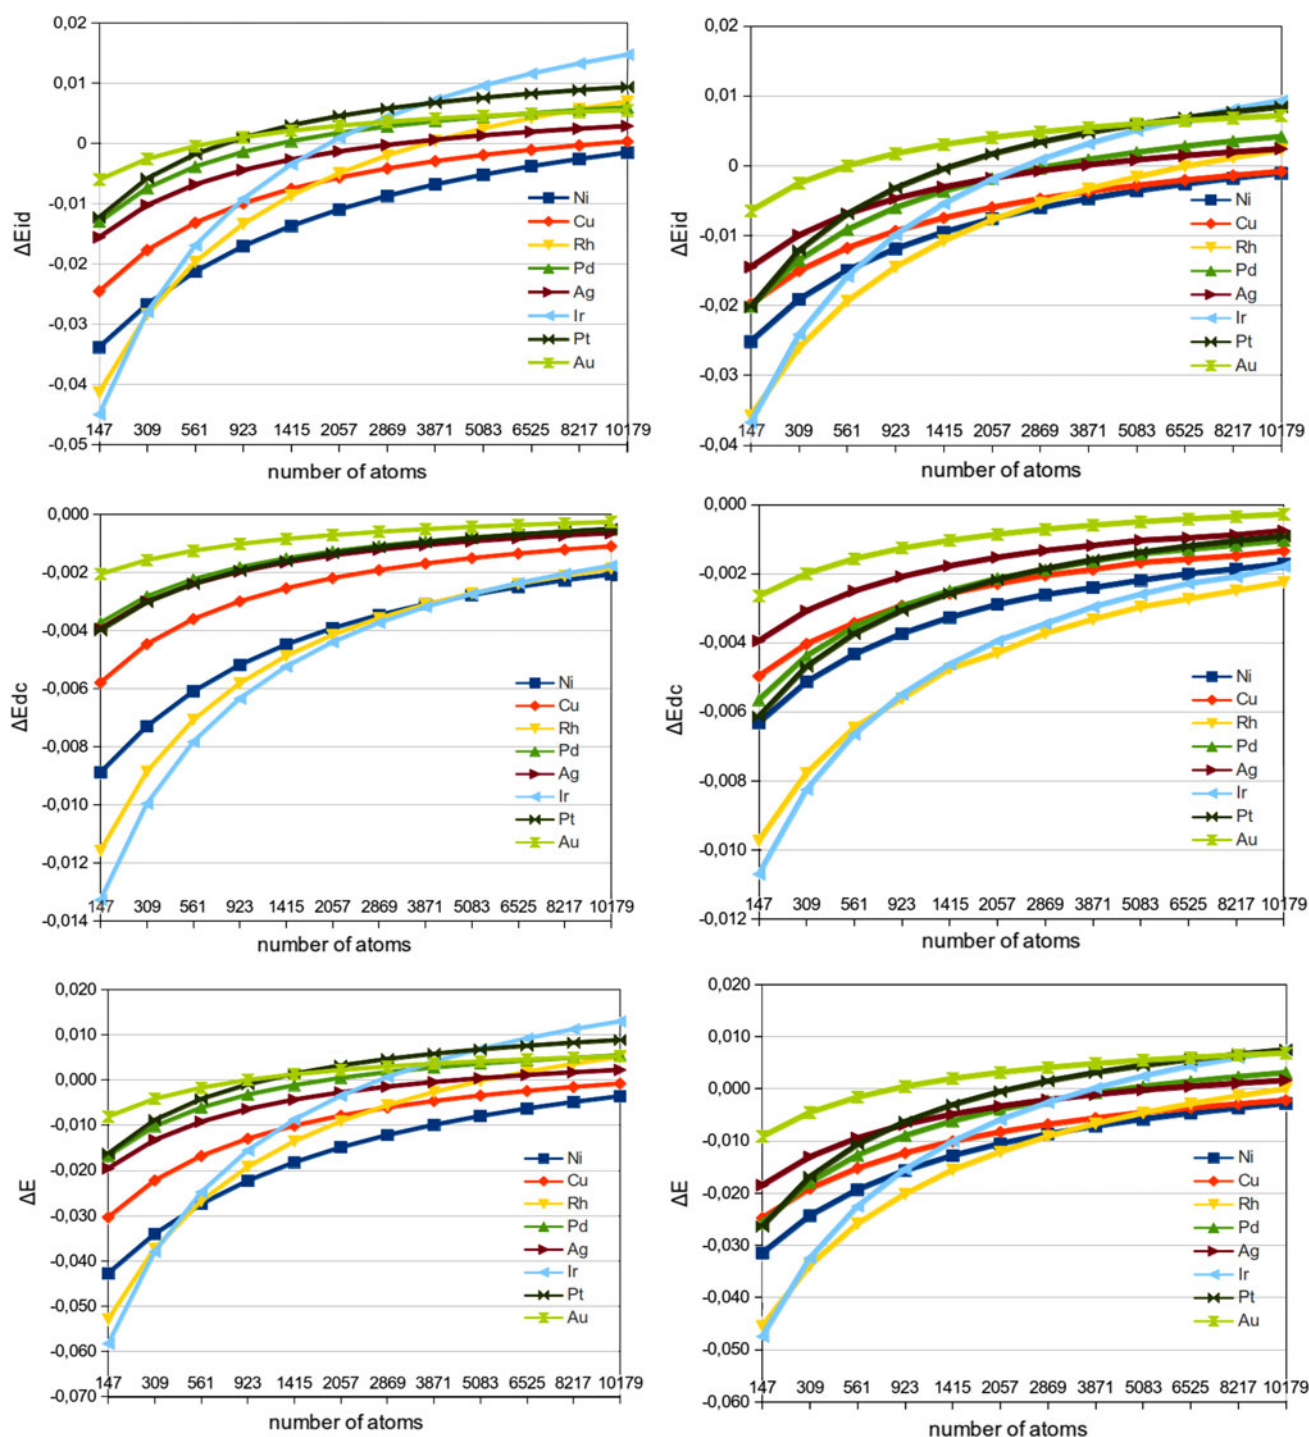 0,02
0,01
0
-0,01
-0,02
-0,03
-0,04
-0,05
ΔEid
147 309 561 923 1415 2057 2869 3871 5083 6525 8217 10179
number of atoms
Ni
Cu
Rh
Pd
Ag
Ir
Pt
Au
0,02
0,01
0
-0,01
-0,02
-0,03
-0,04
ΔEid
147 309 561 923 1415 2057 2869 3871 5083 6525 8217 10179
number of atoms
Ni
Cu
Rh
Pd
Ag
Ir
Pt
Au
0,000
-0,002
-0,004
-0,006
-0,008
-0,010
-0,012
-0,014
ΔEdc
147 309 561 923 1415 2057 2869 3871 5083 6525 8217 10179
number of atoms
Ni
Cu
Rh
Pd
Ag
Ir
Pt
Au
0,000
-0,002
-0,004
-0,006
-0,008
-0,010
-0,012
ΔEdc
147 309 561 923 1415 2057 2869 3871 5083 6525 8217 10179
number of atoms
Ni
Cu
Rh
Pd
Ag
Ir
Pt
Au
0,020
0,010
0,000
-0,010
-0,020
-0,030
-0,040
-0,050
-0,060
-0,070
ΔE
147 309 561 923 1415 2057 2869 3871 5083 6525 8217 10179
number of atoms
Ni
Cu
Rh
Pd
Ag
Ir
Pt
Au
0,020
0,010
0,000
-0,010
-0,020
-0,030
-0,040
-0,050
-0,060
ΔE
147 309 561 923 1415 2057 2869 3871 5083 6525 8217 10179
number of atoms
Ni
Cu
Rh
Pd
Ag
Ir
Pt
Au